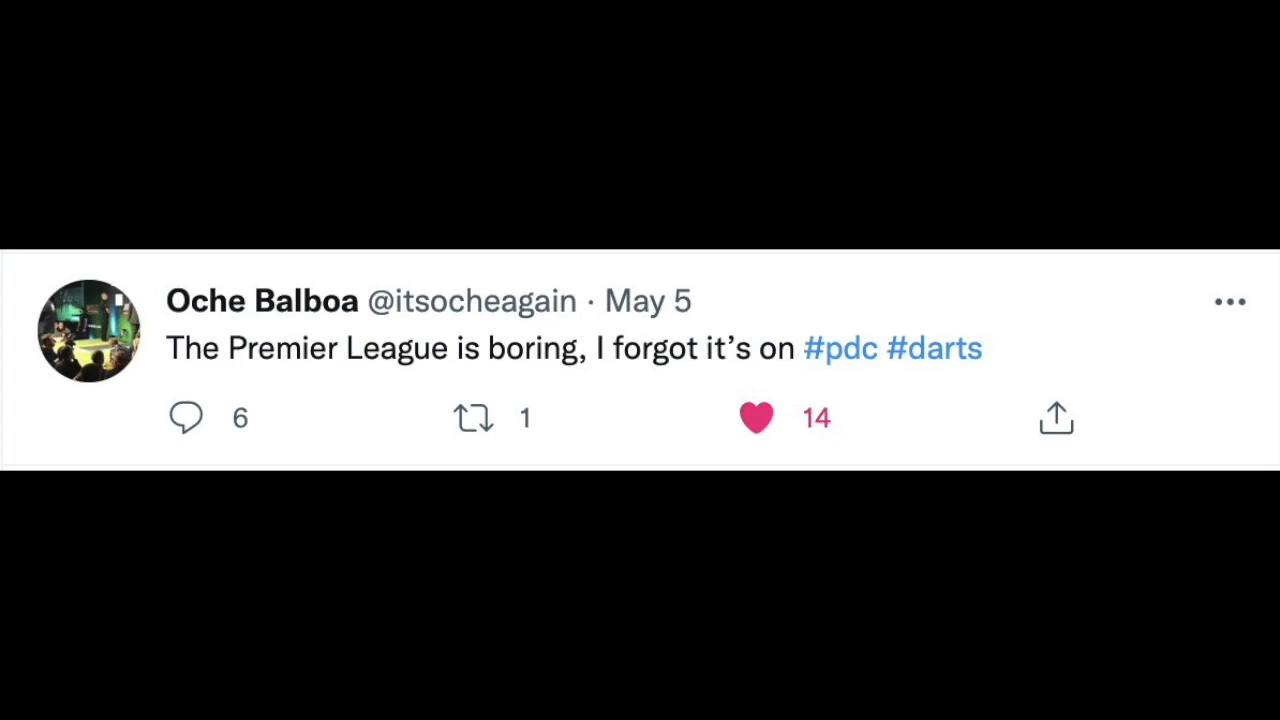 Oche Balboa @itsocheagain · May 5
The Premier League is boring, I forgot it’s on #pdc #darts
6 1 14